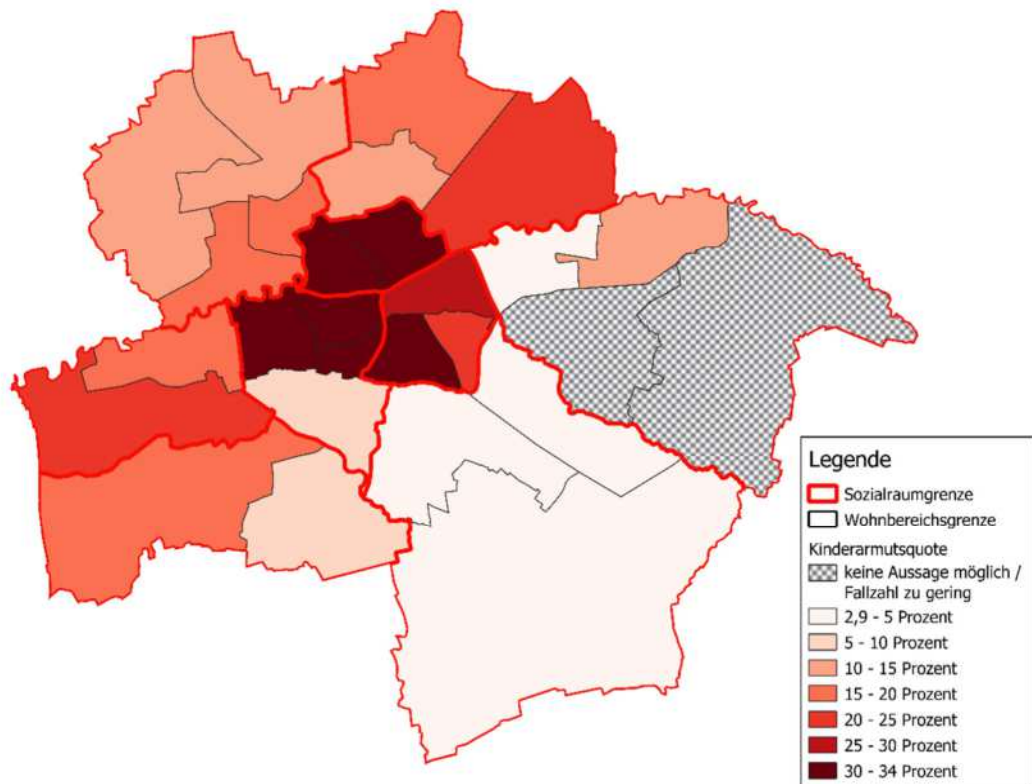 Legende
Sozialraumgrenze
Wohnbereichsgrenze
Kinderarmutsquote
keine Aussage möglich /
Fallzahl zu gering
2,9 - 5 Prozent
5 - 10 Prozent
10 - 15 Prozent
15 - 20 Prozent
20 - 25 Prozent
25 - 30 Prozent
30 - 34 Prozent